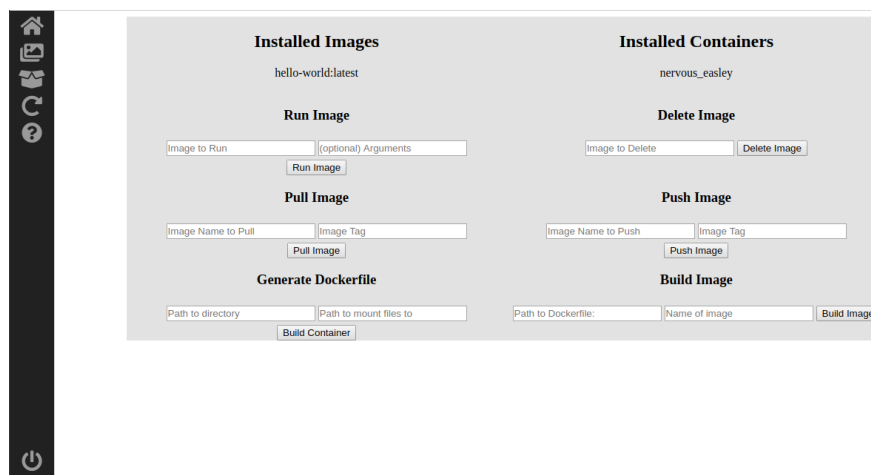 Installed Images
Installed Containers
hello-world:latest
nervous_easley
Run Image
Delete Image
Image to Run (optional) Arguments
Image to Delete Delete Image
Run Image
Pull Image
Push Image
Image Name to Pull Image Tag
Image Name to Push Image Tag
Pull Image
Push Image
Generate Dockerfile
Build Image
Path to directory Path to mount files to
Path to Dockerfile: Name of image Build Image
Build Container